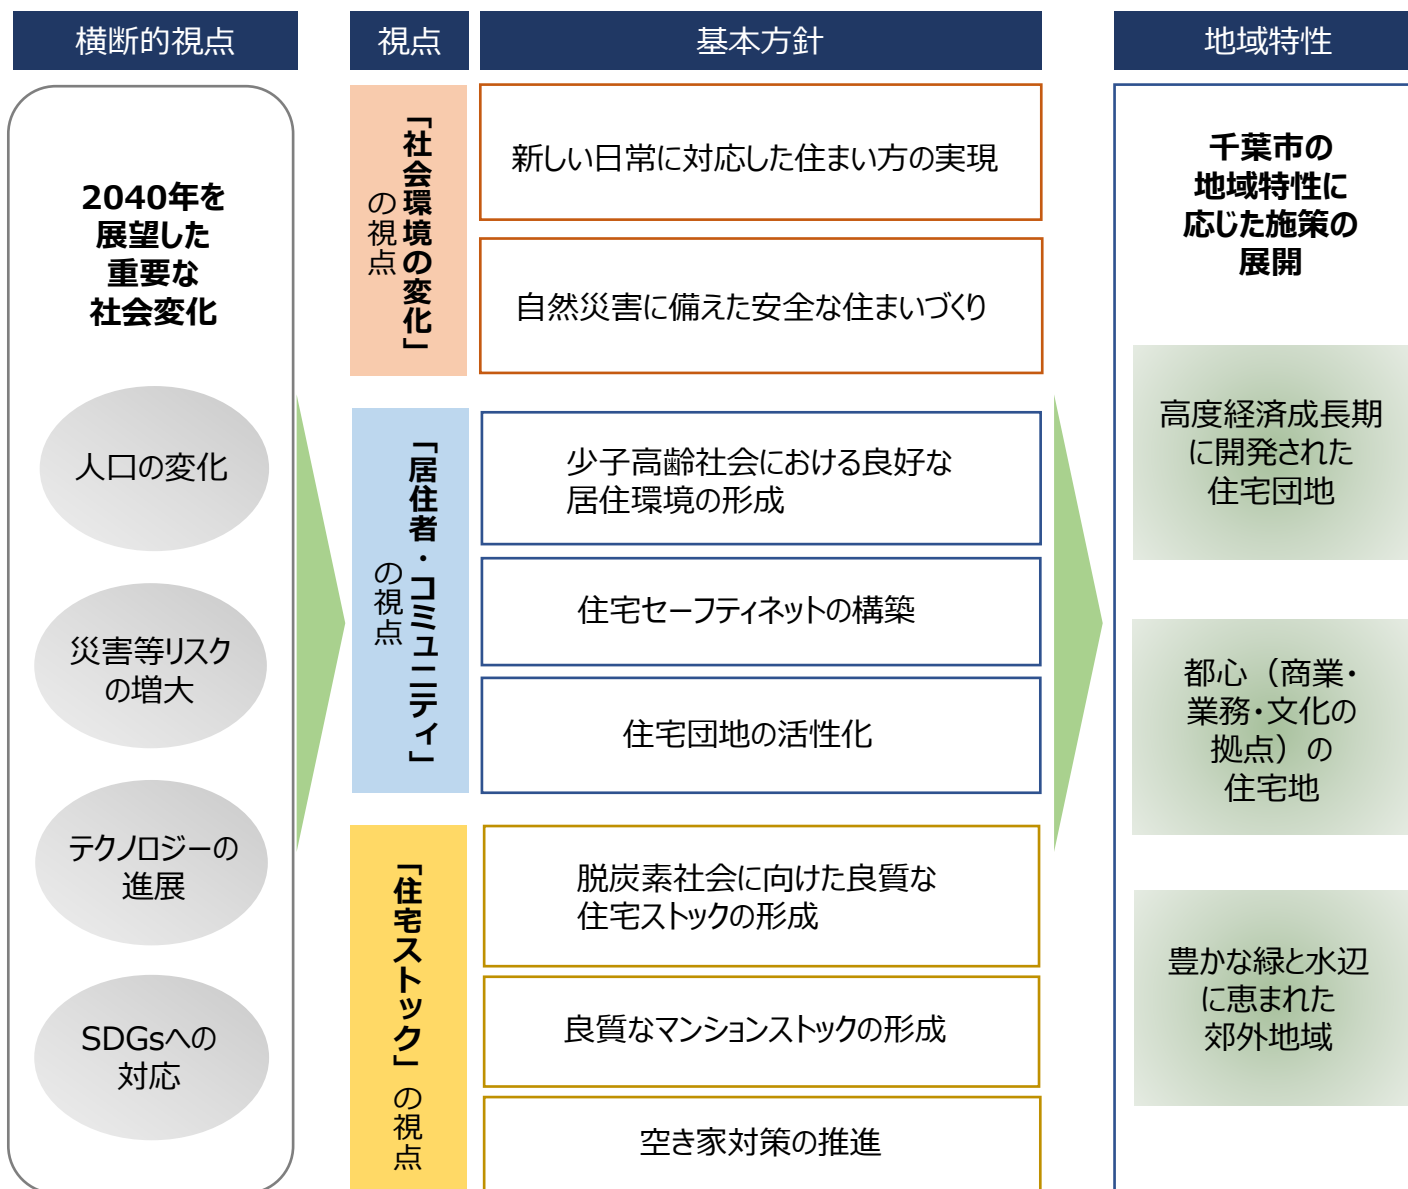 横断的視点
2040年を
展望した
重要な
社会変化
人口の変化
災害等リスク
の増大
テクノロジーの
進展
SDGsへの
対応
視点
基本方針
「社会環境の変化」
の視点
新しい日常に対応した住まい方の実現
自然災害に備えた安全な住まいづくり
「居住者・コミュニティ」
の視点
少子高齢社会における良好な
居住環境の形成
住宅セーフティネットの構築
住宅団地の活性化
「住宅ストック」の視点
脱炭素社会に向けた良質な
住宅ストックの形成
良質なマンションストックの形成
空き家対策の推進
地域特性
千葉市の
地域特性に
応じた施策の
展開
高度経済成長期
に開発された
住宅団地
都心（商業・
業務・文化の
拠点）の
住宅地
豊かな緑と水辺
に恵まれた
郊外地域